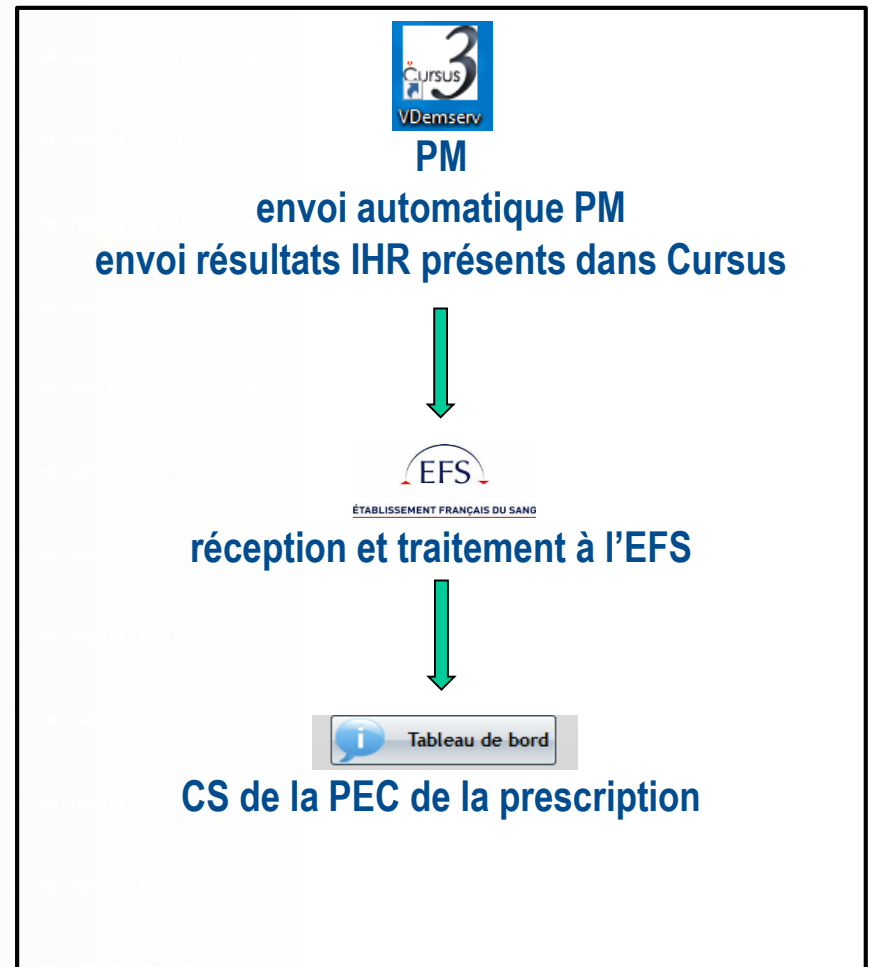 Cursus
3
VDemserv
PM
envoi automatique PM
envoi résultats IHR présents dans Cursus
EFS
ÉTABLISSEMENT FRANÇAIS DU SANG
réception et traitement à l’EFS
i Tableau de bord
CS de la PEC de la prescription